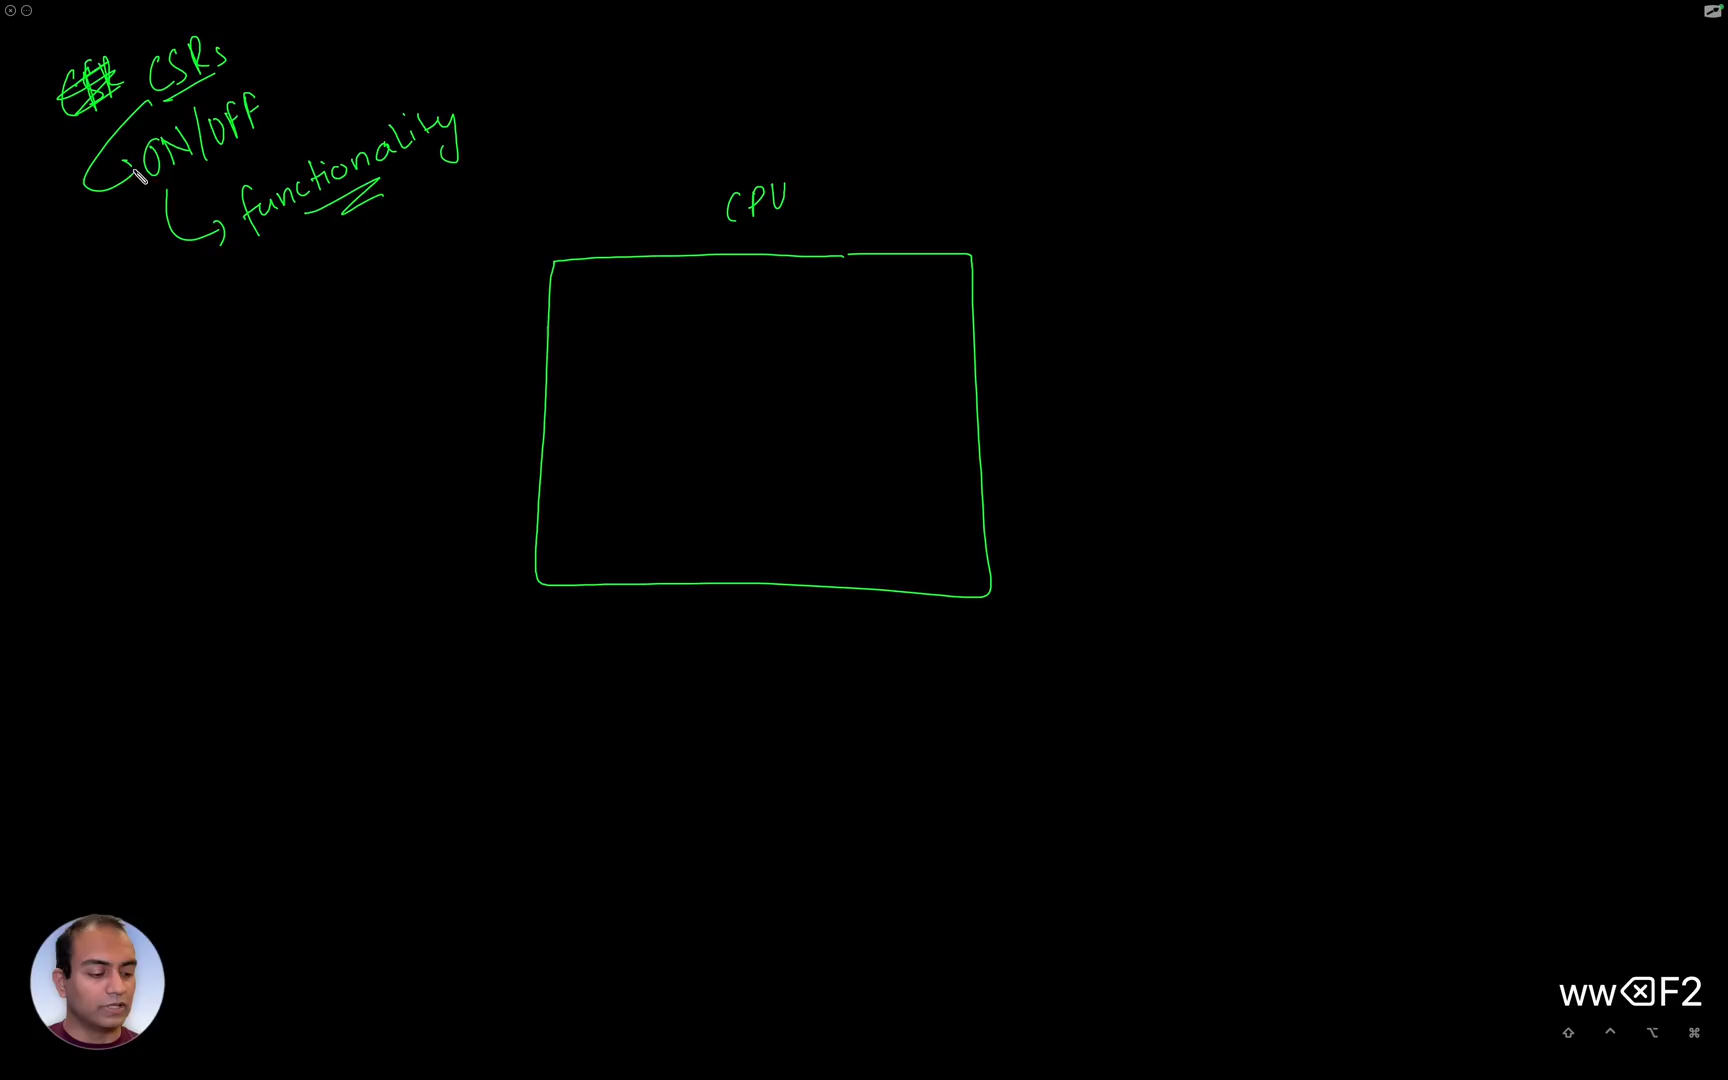 CSRs
ON/OFF
functionality
CPU
ww⌫F2
⇧ ^ ⌥ ⌘